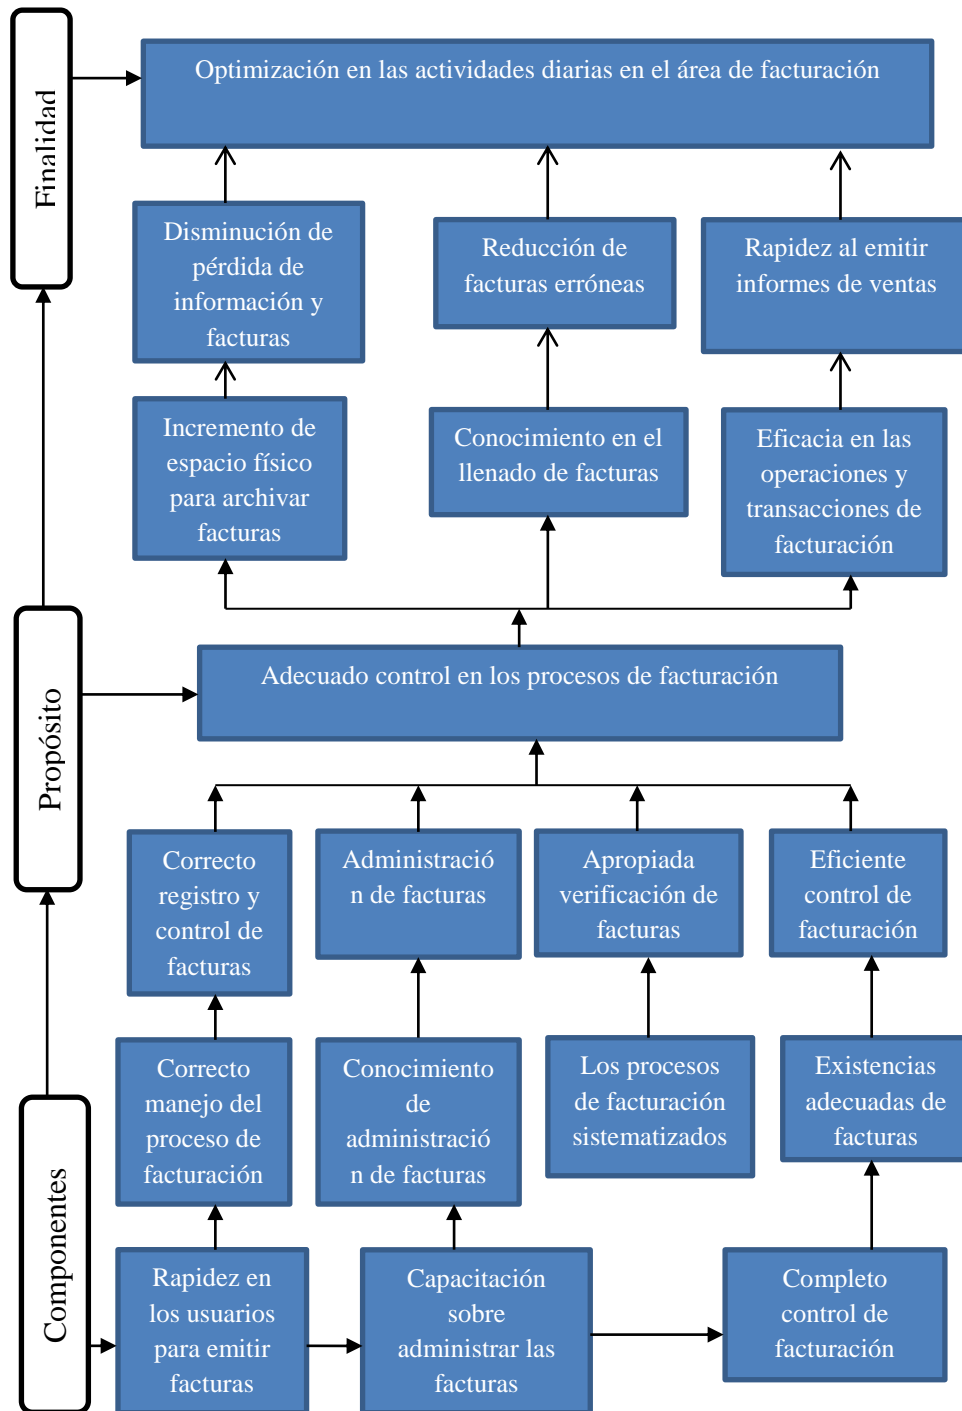 Finalidad
Optimización en las actividades diarias en el área de facturación
Disminución de
pérdida de
información y
facturas
Reducción de
facturas erróneas
Rapidez al emitir
informes de ventas
Incremento de
espacio físico
para archivar
facturas
Conocimiento en el
llenado de facturas
Eficacia en las
operaciones y
transacciones de
facturación
Propósito
Adecuado control en los procesos de facturación
Correcto
registro y
control de
facturas
Administració
n de facturas
Apropiada
verificación de
facturas
Eficiente
control de
facturación
Correcto
manejo del
proceso de
facturación
Conocimiento
de
administració
n de facturas
Los procesos
de facturación
sistematizados
Existencias
adecuadas de
facturas
Componentes
Rapidez en
los usuarios
para emitir
facturas
Capacitación
sobre
administrar las
facturas
Completo
control de
facturación